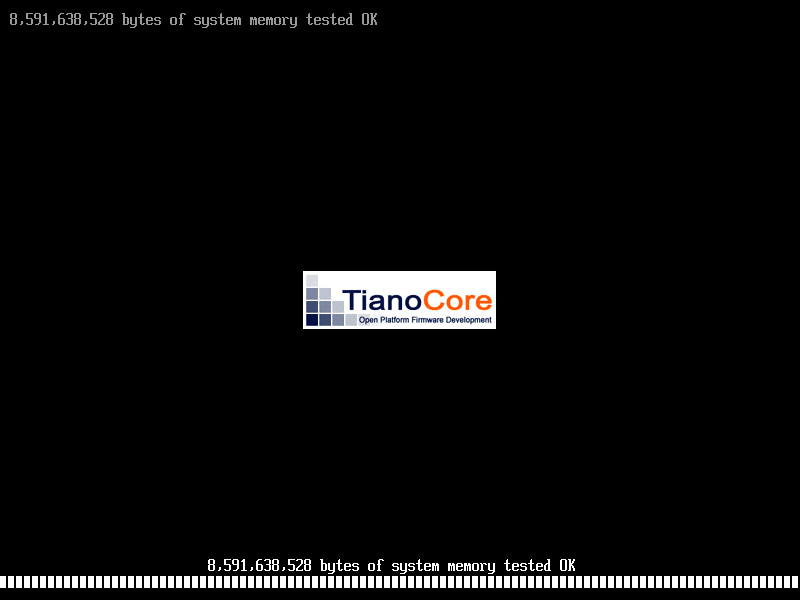 8,591,638,528 bytes of system memory tested OK
TianoCore
Open Platform Firmware Development
8,591,638,528 bytes of system memory tested OK